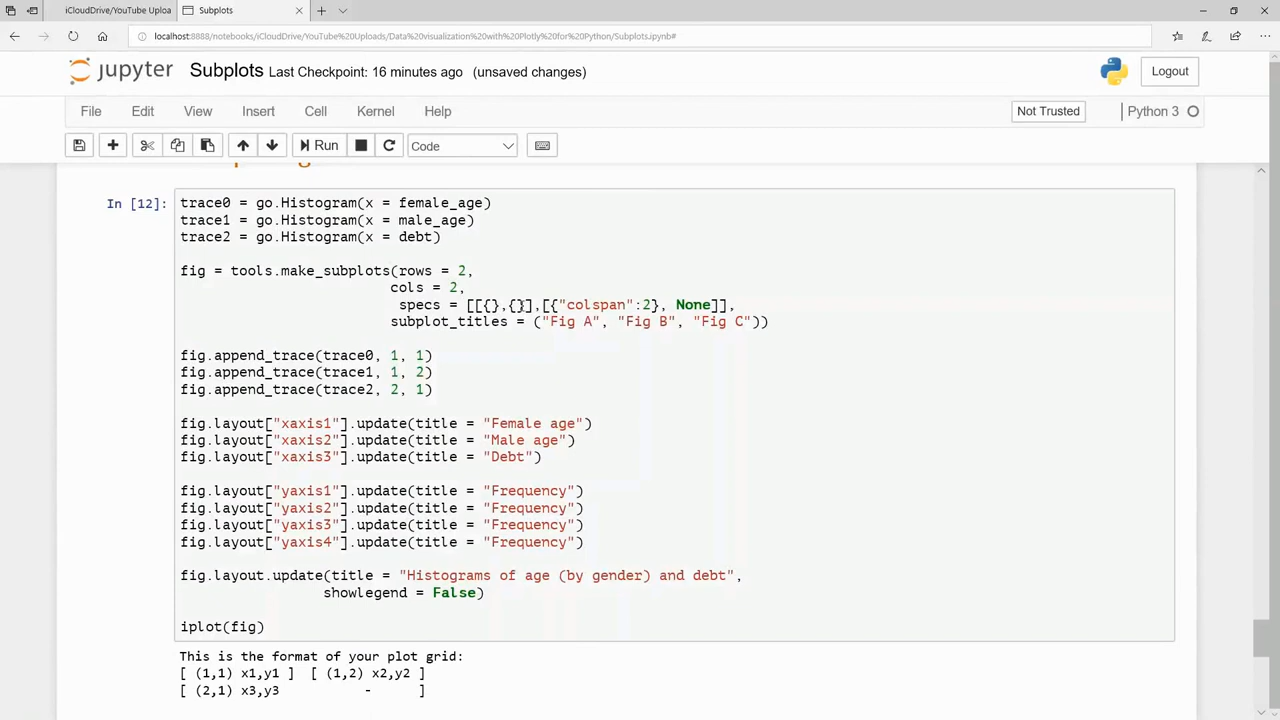 iCloudDrive/YouTube Uploa
Subplots
localhost:8888/notebooks/iCloudDrive/YouTube%20Uploads/Data%20visualization%20with%20Plotly%20for%20Python/Subplots.ipynb#
jupyter Subplots Last Checkpoint: 16 minutes ago (unsaved changes)
Logout
File Edit View Insert Cell Kernel Help
Not Trusted
Python 3
Run
Code
In [12]:
trace0 = go.Histogram(x = female_age)
trace1 = go.Histogram(x = male_age)
trace2 = go.Histogram(x = debt)
fig = tools.make_subplots(rows = 2,
cols = 2,
specs = [[{},{}],[{"colspan":2}, None]],
subplot_titles = ("Fig A", "Fig B", "Fig C"))
fig.append_trace(trace0, 1, 1)
fig.append_trace(trace1, 1, 2)
fig.append_trace(trace2, 2, 1)
fig.layout["xaxis1"].update(title = "Female age")
fig.layout["xaxis2"].update(title = "Male age")
fig.layout["xaxis3"].update(title = "Debt")
fig.layout["yaxis1"].update(title = "Frequency")
fig.layout["yaxis2"].update(title = "Frequency")
fig.layout["yaxis3"].update(title = "Frequency")
fig.layout["yaxis4"].update(title = "Frequency")
fig.layout.update(title = "Histograms of age (by gender) and debt",
showlegend = False)
iplot(fig)
This is the format of your plot grid:
[ (1,1) x1,y1 ]  [ (1,2) x2,y2 ]
[ (2,1) x3,y3           -      ]